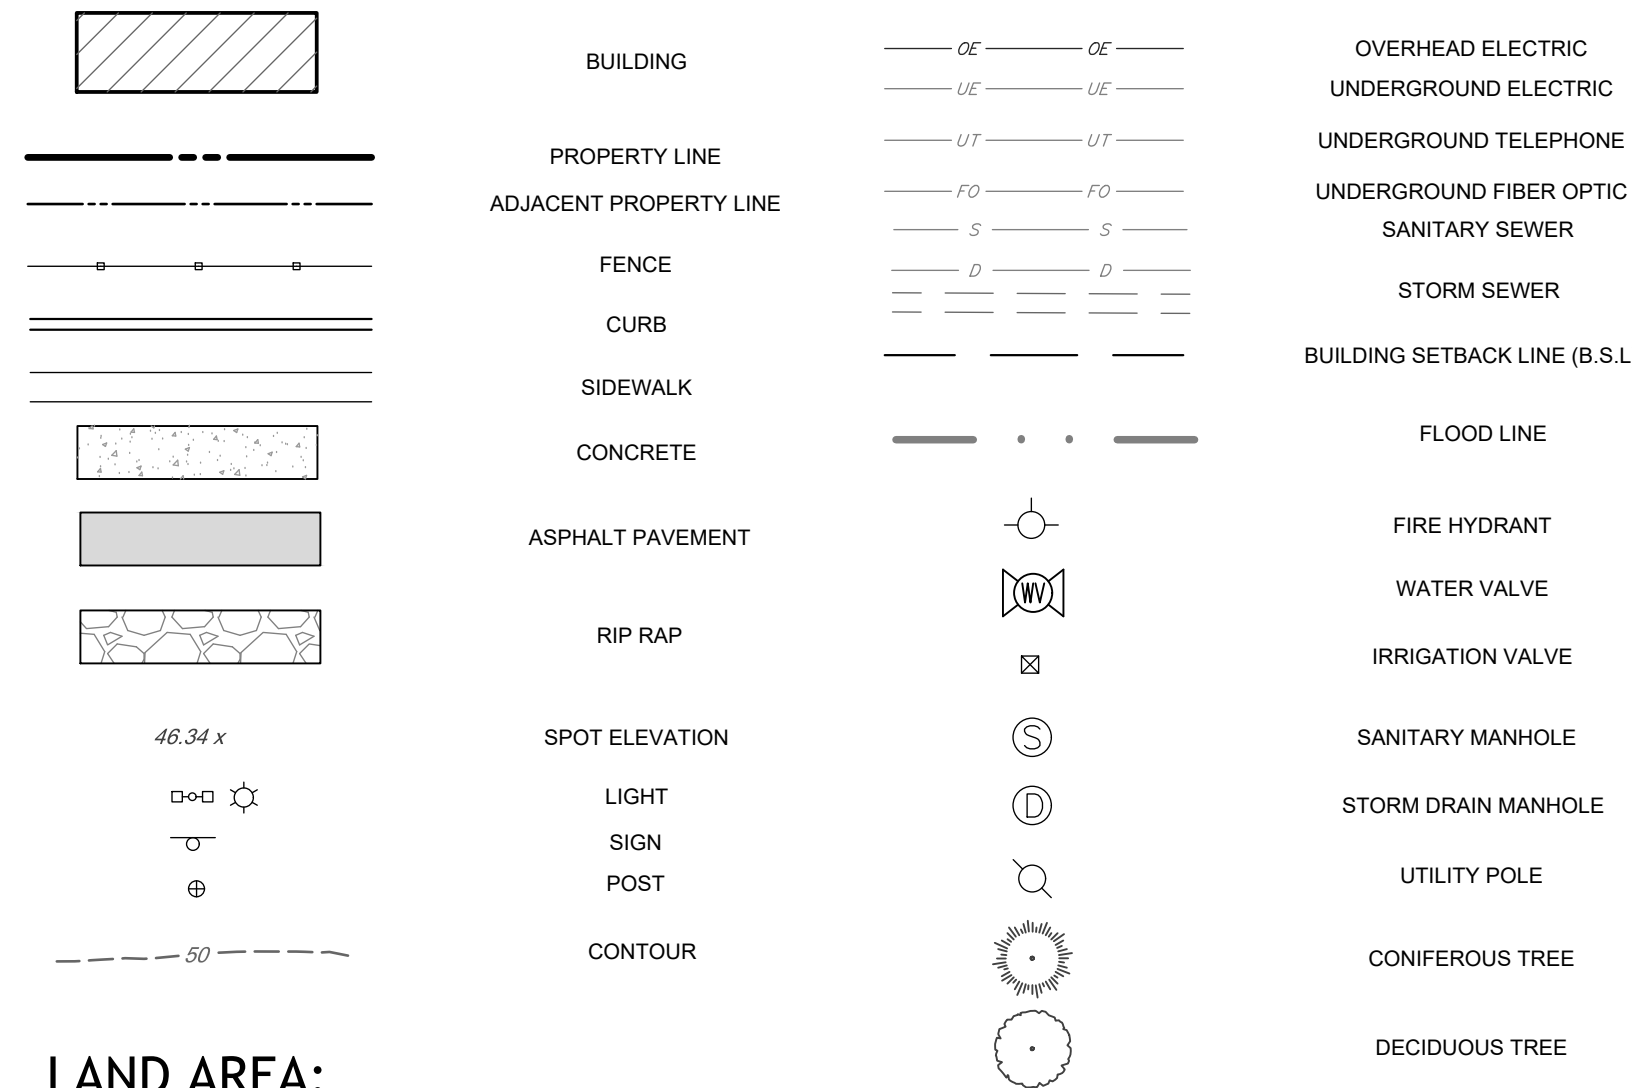 BUILDING
PROPERTY LINE
ADJACENT PROPERTY LINE
FENCE
CURB
SIDEWALK
CONCRETE
ASPHALT PAVEMENT
RIP RAP
46.34 x SPOT ELEVATION
LIGHT
SIGN
POST
50 CONTOUR
OE OE OVERHEAD ELECTRIC
UE UE UNDERGROUND ELECTRIC
UT UT UNDERGROUND TELEPHONE
FO FO UNDERGROUND FIBER OPTIC
S S SANITARY SEWER
D D
STORM SEWER
BUILDING SETBACK LINE (B.S.L
FLOOD LINE
FIRE HYDRANT
WV WATER VALVE
IRRIGATION VALVE
S SANITARY MANHOLE
D STORM DRAIN MANHOLE
UTILITY POLE
CONIFEROUS TREE
DECIDUOUS TREE
LAND AREA: